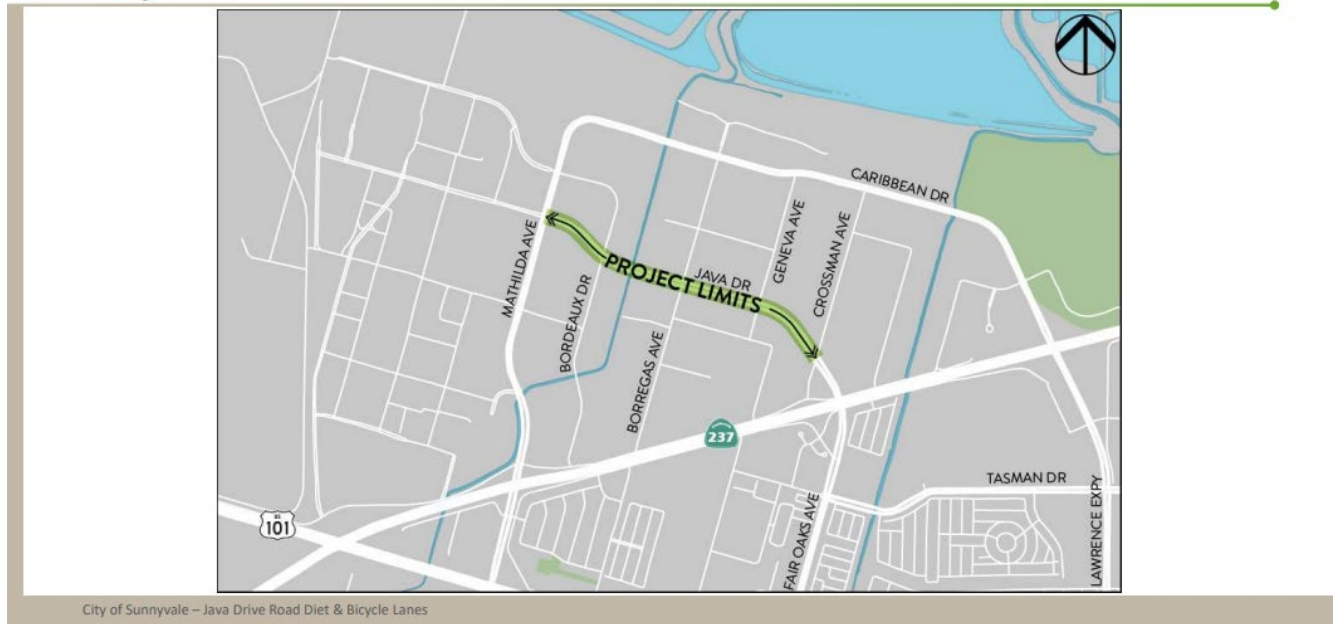 CARIBBEAN DR
MATHILDA AVE
BORDEAUX DR
BORREGAS AVE
PROJECT LIMITS
JAVA DR
GENEVA AVE
CROSSMAN AVE
237
TASMAN DR
US
101
FAIR OAKS AVE
LAWRENCE EXPY
City of Sunnyvale – Java Drive Road Diet & Bicycle Lanes